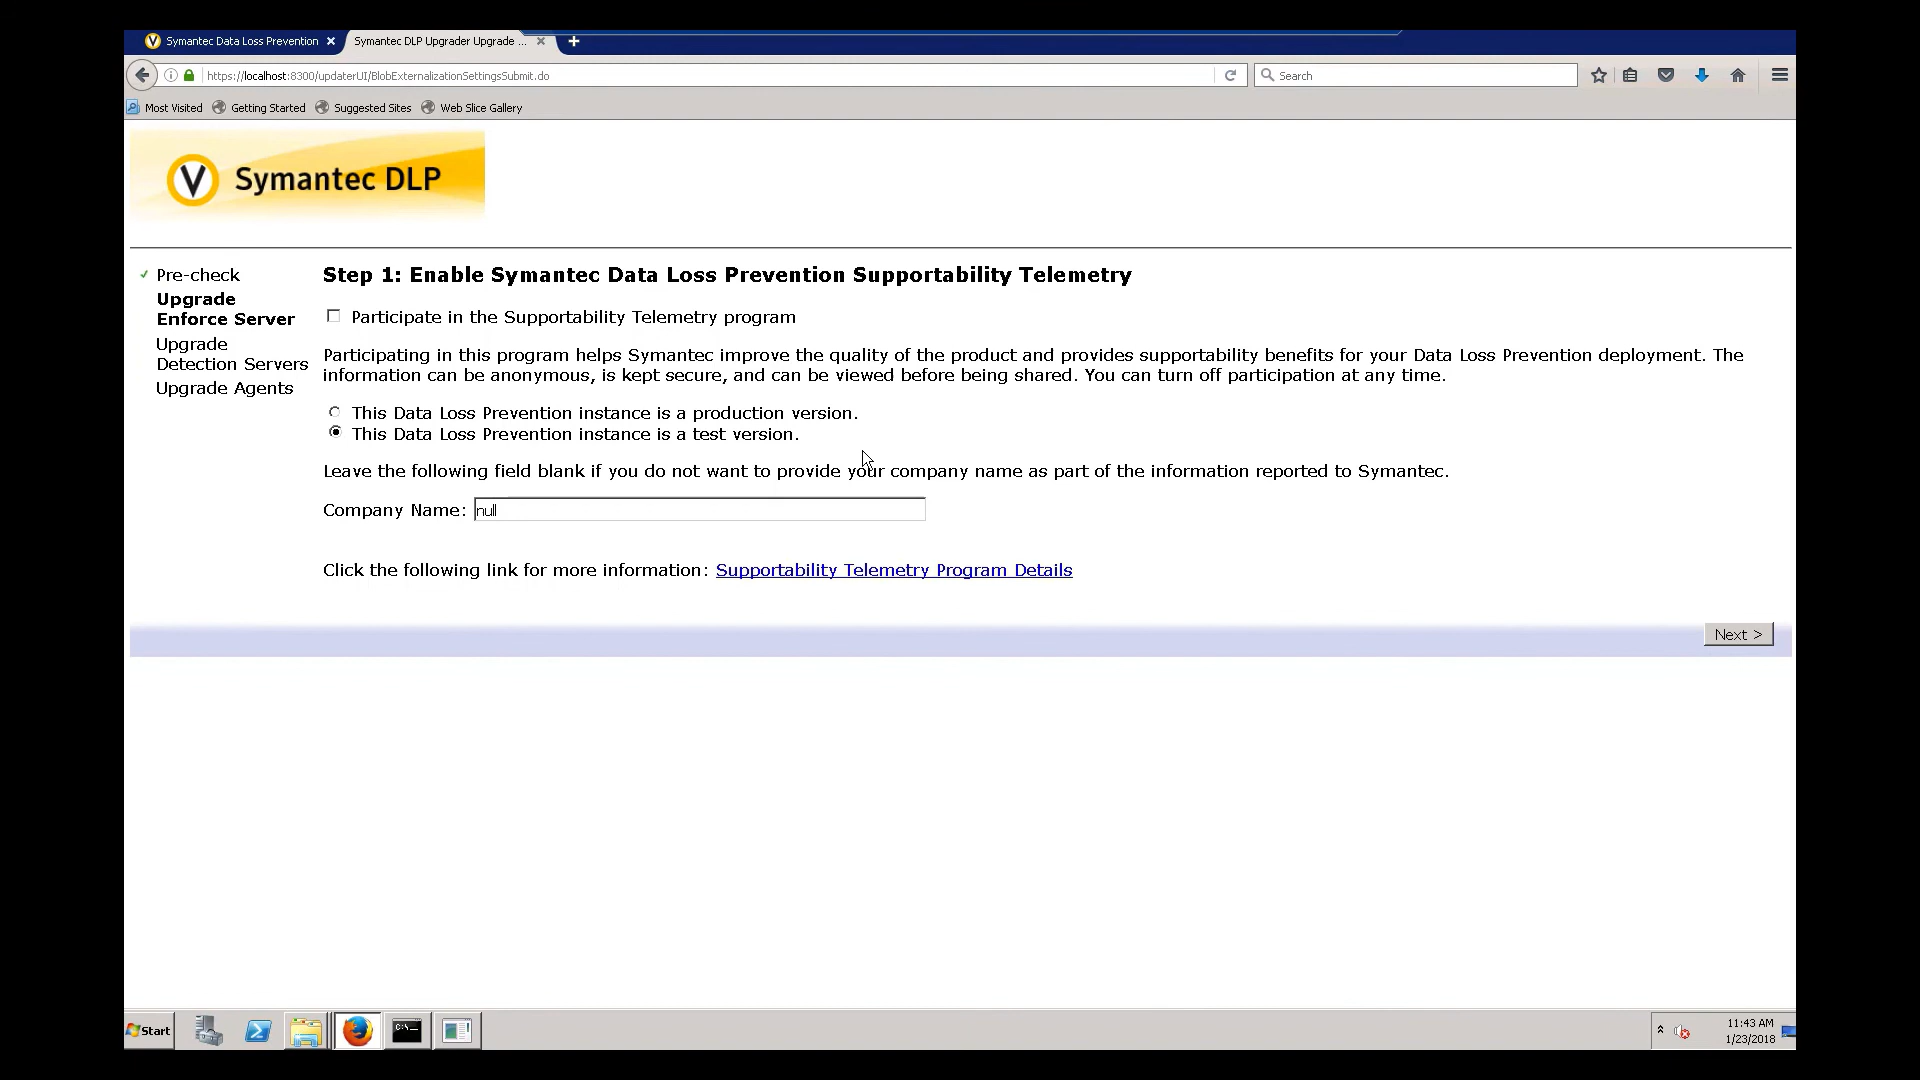 Symantec Data Loss Prevention
Symantec DLP Upgrader Upgrade ...
https://localhost:8300/updaterUI/BlobExternalizationSettingsSubmit.do
Search
Most Visited Getting Started Suggested Sites Web Slice Gallery
Symantec DLP
Pre-check
Upgrade
Enforce Server
Upgrade
Detection Servers
Upgrade Agents
Step 1: Enable Symantec Data Loss Prevention Supportability Telemetry
Participate in the Supportability Telemetry program
Participating in this program helps Symantec improve the quality of the product and provides supportability benefits for your Data Loss Prevention deployment. The
information can be anonymous, is kept secure, and can be viewed before being shared. You can turn off participation at any time.
This Data Loss Prevention instance is a production version.
This Data Loss Prevention instance is a test version.
Leave the following field blank if you do not want to provide your company name as part of the information reported to Symantec.
Company Name: null
Click the following link for more information: Supportability Telemetry Program Details
Next >
Start
11:43 AM
1/23/2018